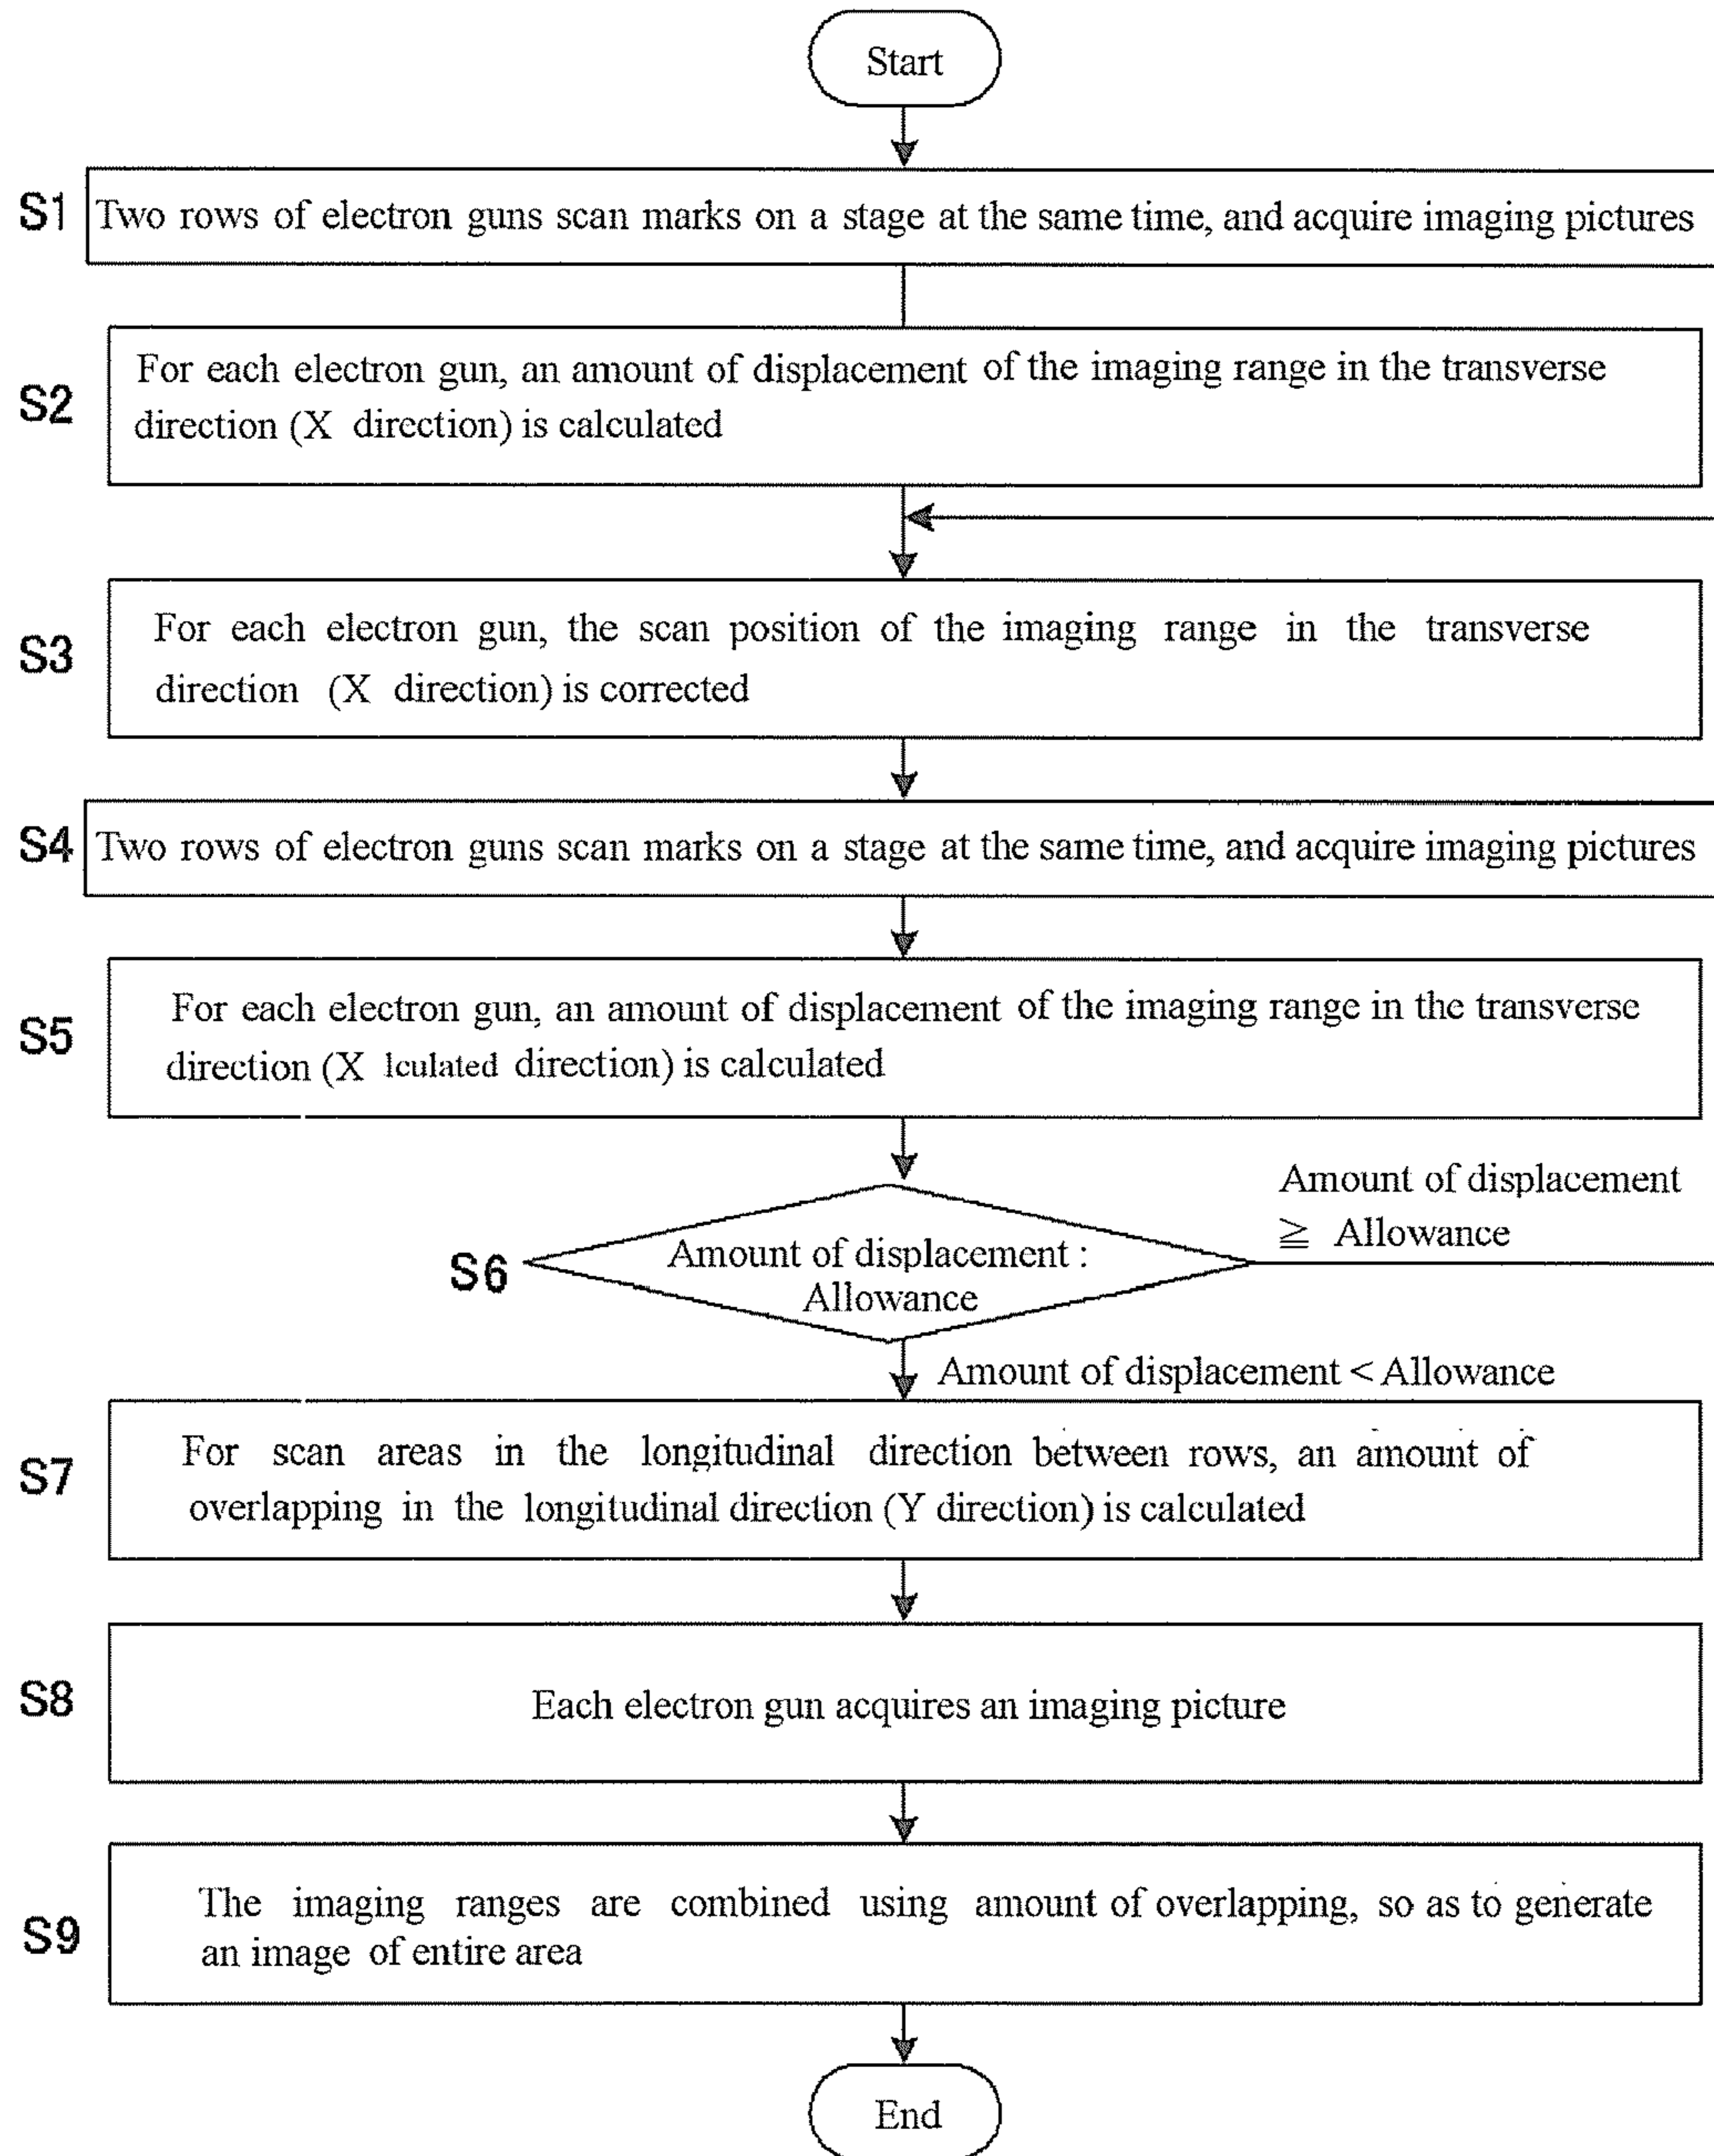 Start
S1
Two rows of electron guns scan marks on a stage at the same time, and acquire imaging pictures
S2
For each electron gun, an amount of displacement of the imaging range in the transverse
direction (X direction) is calculated
S3
For each electron gun, the scan position of the imaging range in the transverse
direction (X direction) is corrected
S4
Two rows of electron guns scan marks on a stage at the same time, and acquire imaging pictures
S5
For each electron gun, an amount of displacement of the imaging range in the transverse
direction (X lculated direction) is calculated
Amount of displacement
≧ Allowance
S6
Amount of displacement :
Allowance
Amount of displacement < Allowance
S7
For scan areas in the longitudinal direction between rows, an amount of
overlapping in the longitudinal direction (Y direction) is calculated
S8
Each electron gun acquires an imaging picture
S9
The imaging ranges are combined using amount of overlapping, so as to generate
an image of entire area
End